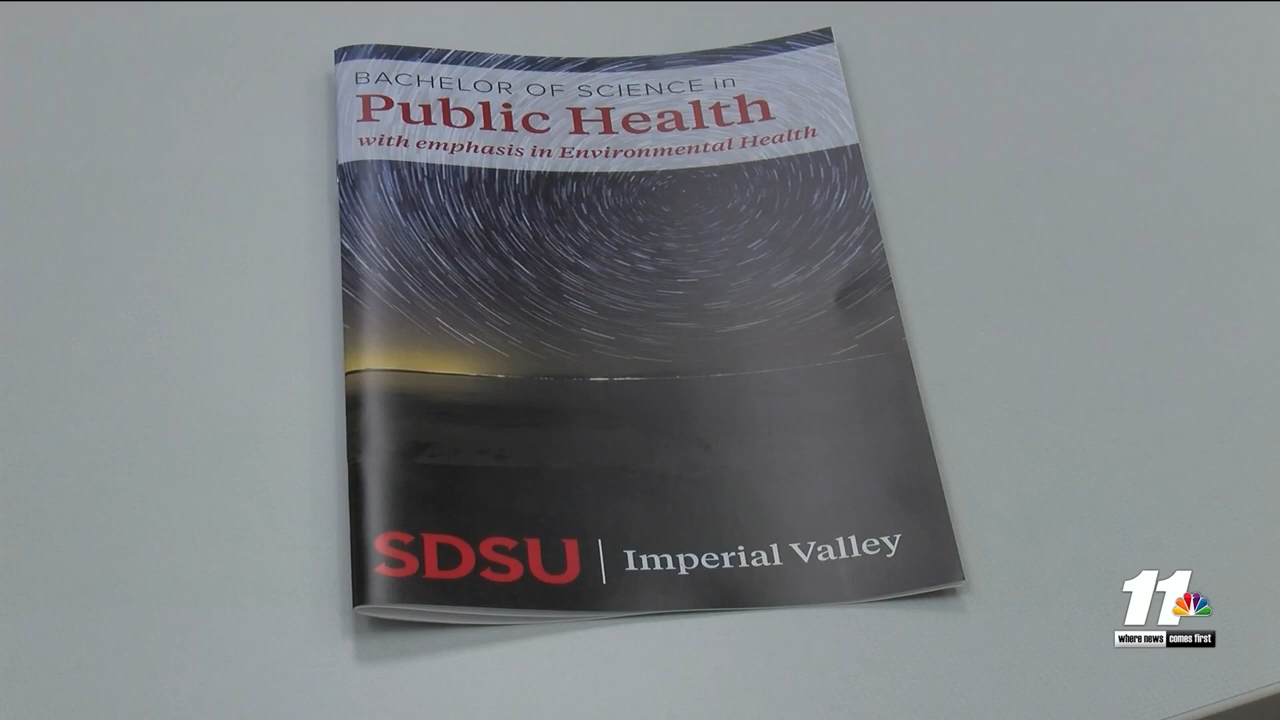 BACHELOR OF SCIENCE in
Public Health
with emphasis in Environmental Health
SDSU | Imperial Valley
11
where news comes first